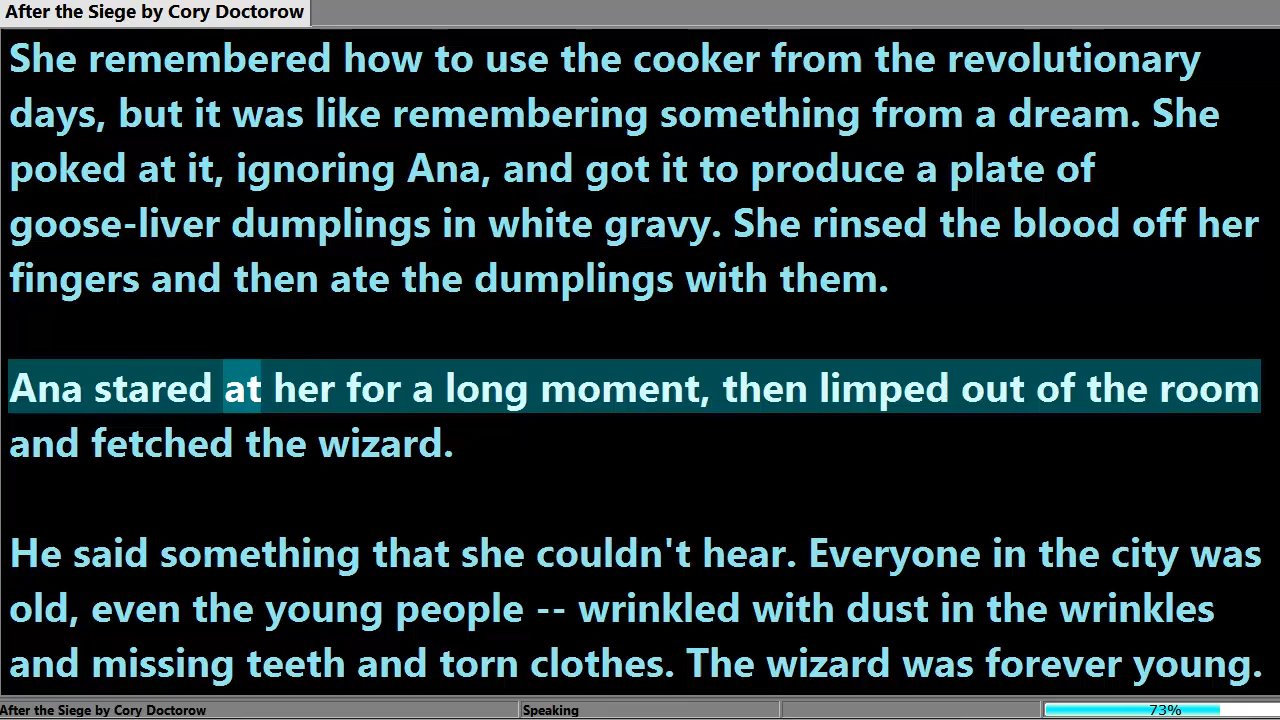 After the Siege by Cory Doctorow
She remembered how to use the cooker from the revolutionary
days, but it was like remembering something from a dream. She
poked at it, ignoring Ana, and got it to produce a plate of
goose-liver dumplings in white gravy. She rinsed the blood off her
fingers and then ate the dumplings with them.
Ana stared at her for a long moment, then limped out of the room
and fetched the wizard.
He said something that she couldn't hear. Everyone in the city was
old, even the young people -- wrinkled with dust in the wrinkles
and missing teeth and torn clothes. The wizard was forever young.
After the Siege by Cory Doctorow Speaking 73%